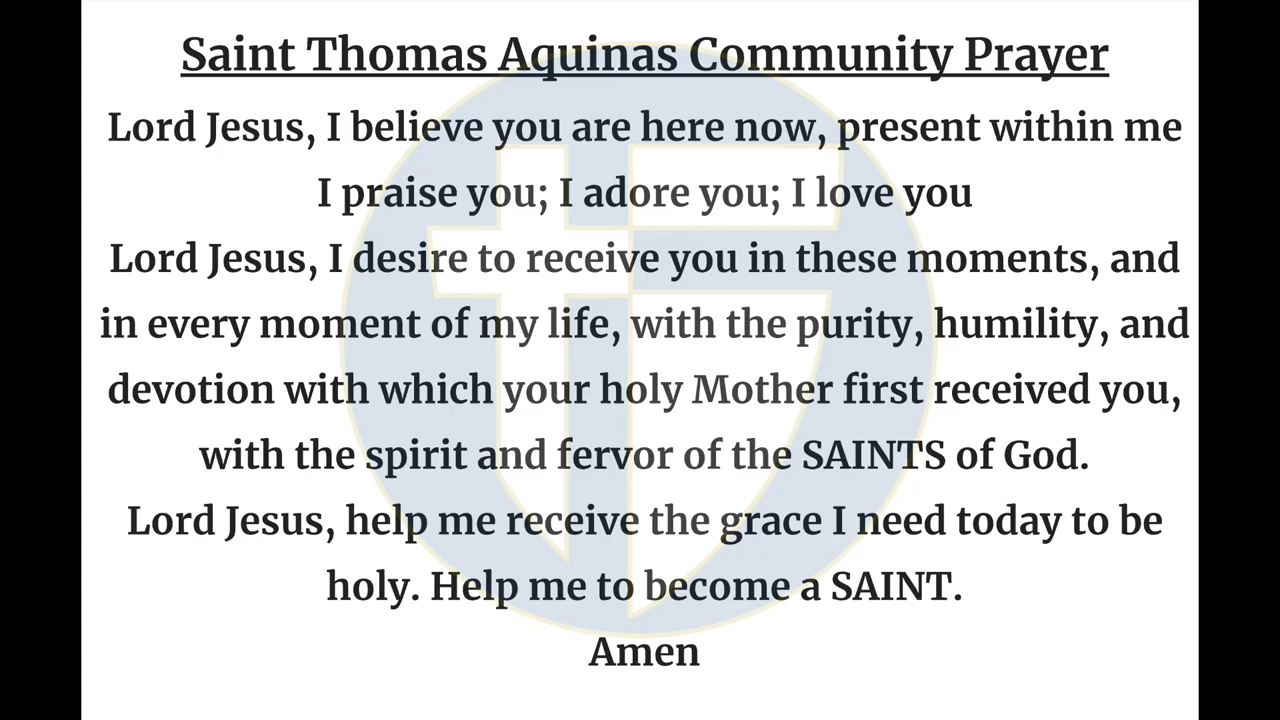 Saint Thomas Aquinas Community Prayer
Lord Jesus, I believe you are here now, present within me
I praise you; I adore you; I love you
Lord Jesus, I desire to receive you in these moments, and
in every moment of my life, with the purity, humility, and
devotion with which your holy Mother first received you,
with the spirit and fervor of the SAINTS of God.
Lord Jesus, help me receive the grace I need today to be
holy. Help me to become a SAINT.
Amen